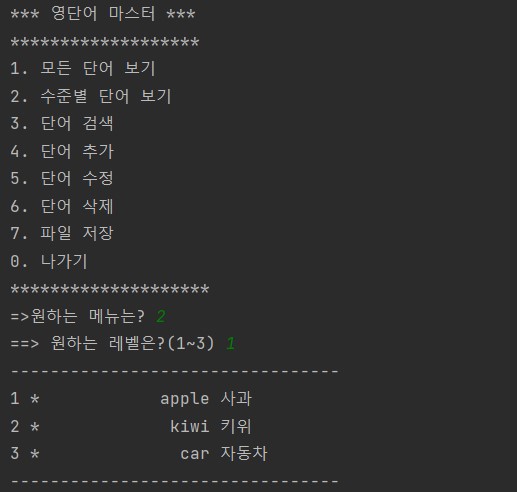 *** 영단어 마스터 ***
*******************
1. 모든 단어 보기
2. 수준별 단어 보기
3. 단어 검색
4. 단어 추가
5. 단어 수정
6. 단어 삭제
7. 파일 저장
0. 나가기
********************
=>원하는 메뉴는? 2
==> 원하는 레벨은?(1~3) 1
---------------------------------
1 *            apple 사과
2 *             kiwi 키위
3 *              car 자동차
---------------------------------